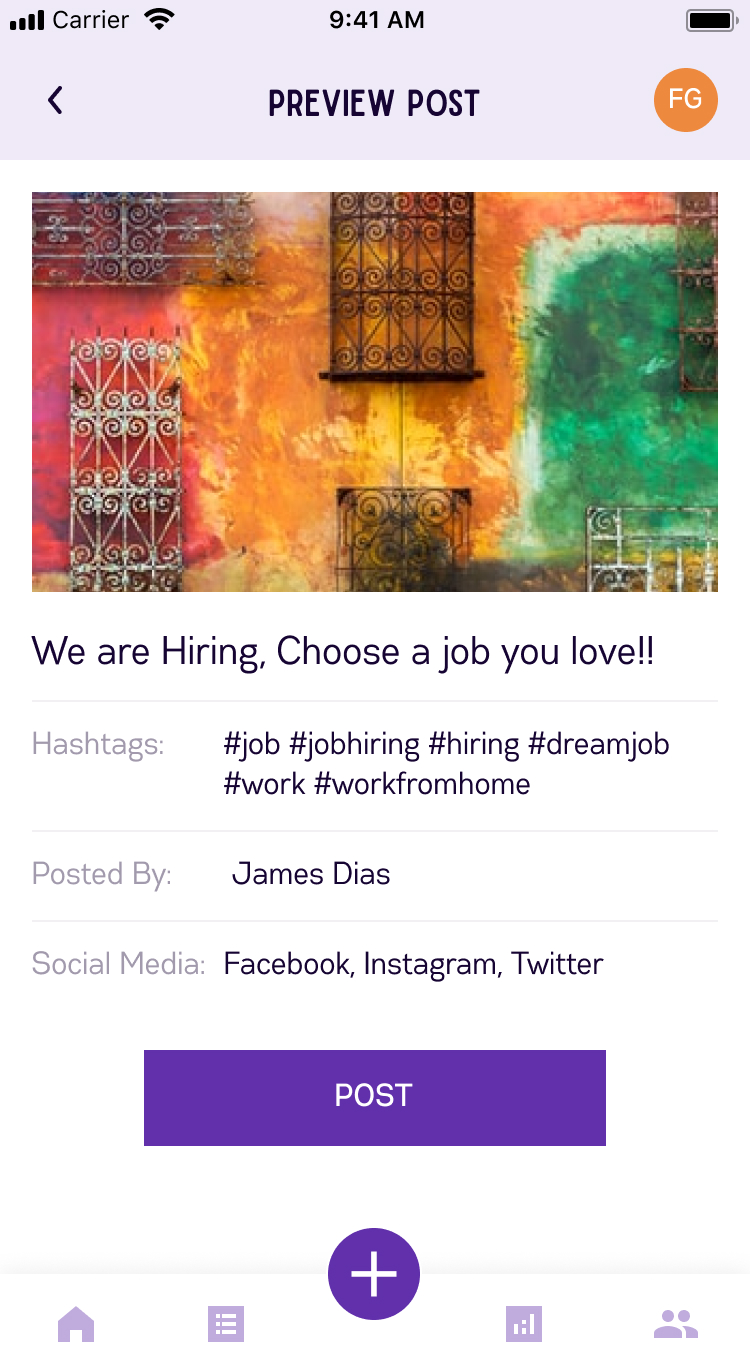 Carrier 9:41 AM
PREVIEW POST
FG
We are Hiring, Choose a job you love!!
Hashtags: #job #jobhiring #hiring #dreamjob
#work #workfromhome
Posted By: James Dias
Social Media: Facebook, Instagram, Twitter
POST